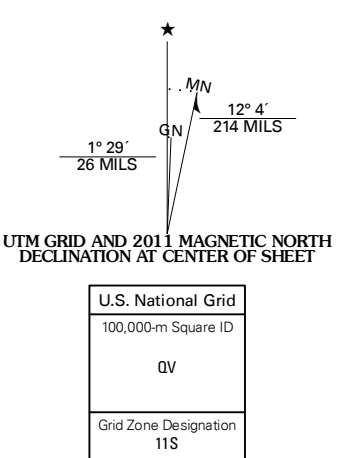 ★
MN
12° 4´
214 MILS
GN
1° 29´
26 MILS
UTM GRID AND 2011 MAGNETIC NORTH
DECLINATION AT CENTER OF SHEET
U.S. National Grid
100,000-m Square ID
QV
Grid Zone Designation
11S